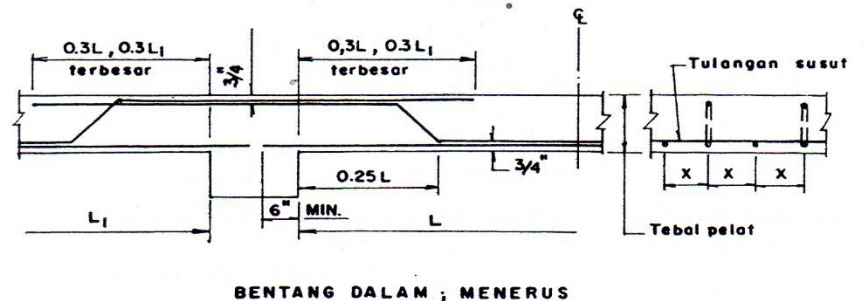 0.3L , 0.3L₁
terbesar
3/4"
0,3L , 0.3L₁
terbesar
℄
Tulangan susut
3/4"
0.25L
X X X
6" MIN.
L₁
L
Tebal pelat
BENTANG DALAM ; MENERUS